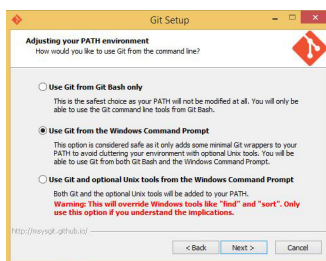 Git Setup
Adjusting your PATH environment
How would you like to use Git from the command line?
Use Git from Git Bash only
This is the safest choice as your PATH will not be modified at all. You will only be
able to use the Git command line tools from Git Bash.
Use Git from the Windows Command Prompt
This option is considered safe as it only adds some minimal Git wrappers to your
PATH to avoid cluttering your environment with optional Unix tools. You will be
able to use Git from both Git Bash and the Windows Command Prompt.
Use Git and optional Unix tools from the Windows Command Prompt
Both Git and the optional Unix tools will be added to your PATH.
Warning: This will override Windows tools like "find" and "sort". Only
use this option if you understand the implications.
http://msysgit.github.io/
< Back
Next >
Cancel